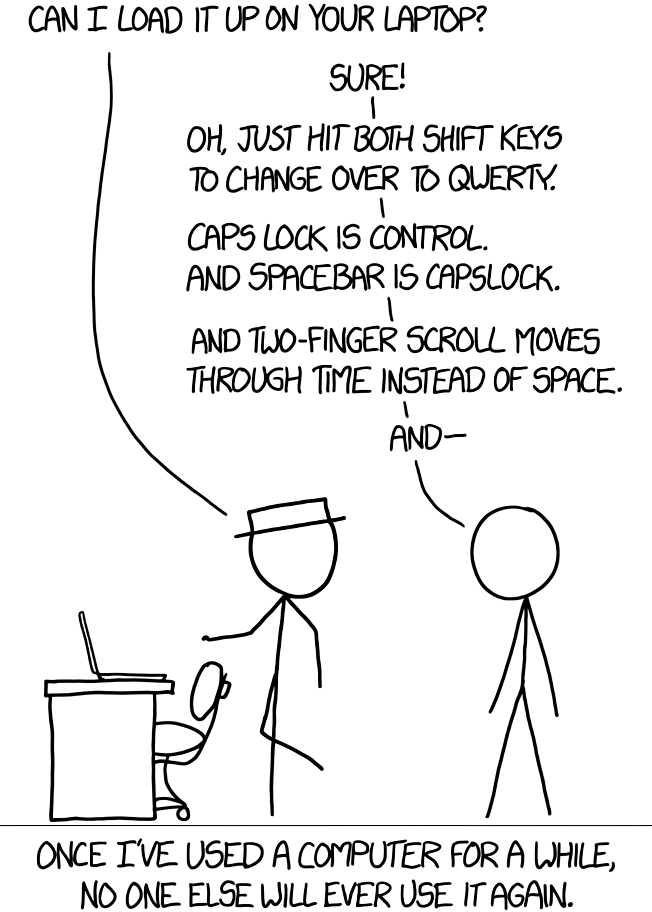 CAN I LOAD IT UP ON YOUR LAPTOP?
SURE!
OH, JUST HIT BOTH SHIFT KEYS
TO CHANGE OVER TO QWERTY.
CAPS LOCK IS CONTROL.
AND SPACEBAR IS CAPSLOCK.
AND TWO-FINGER SCROLL MOVES
THROUGH TIME INSTEAD OF SPACE.
AND—
ONCE I'VE USED A COMPUTER FOR A WHILE,
NO ONE ELSE WILL EVER USE IT AGAIN.